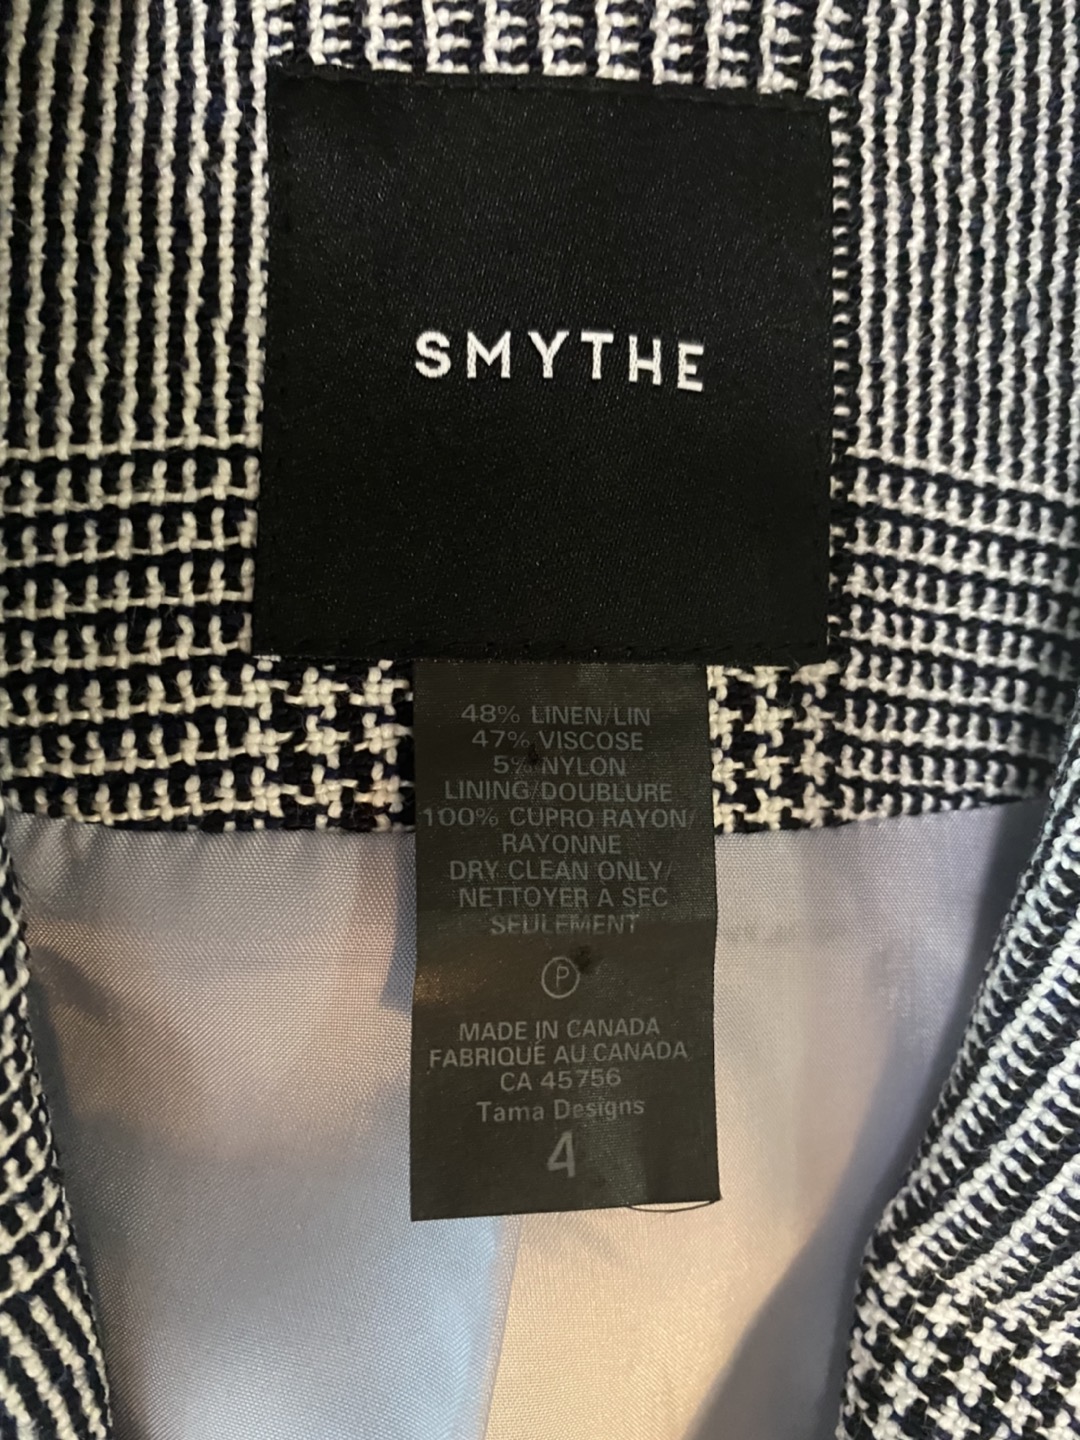 SMYTHE
48% LINEN/LIN
47% VISCOSE
5% NYLON
LINING/DOUBLURE
100% CUPRO RAYON/
RAYONNE
DRY CLEAN ONLY/
NETTOYER À SEC
SEULEMENT
P
MADE IN CANADA
FABRIQUÉ AU CANADA
CA 45756
Tama Designs
4